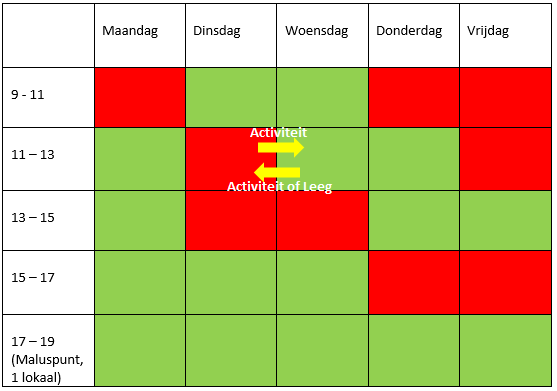 Maandag Dinsdag Woensdag Donderdag Vrijdag
9 - 11
Activiteit
11 – 13
Activiteit of Leeg
13 – 15
15 – 17
17 – 19
(Maluspunt,
1 lokaal)